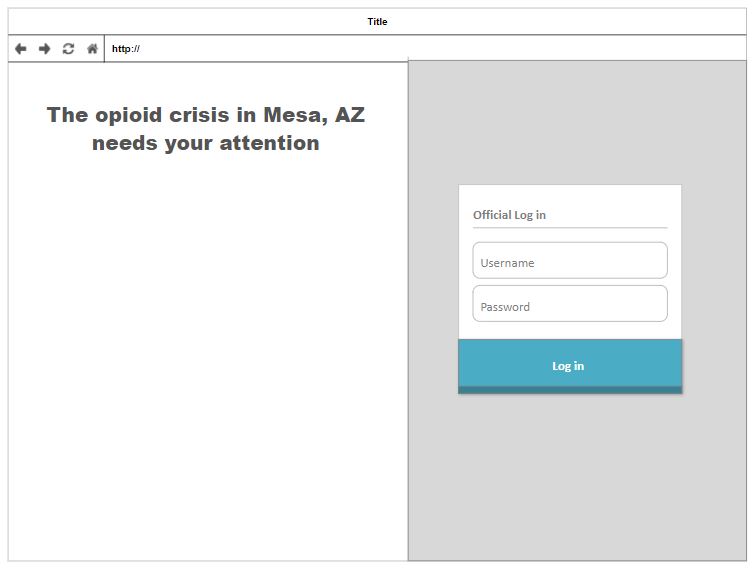 Title
http://
The opioid crisis in Mesa, AZ
needs your attention
Official Log in
Username
Password
Log in